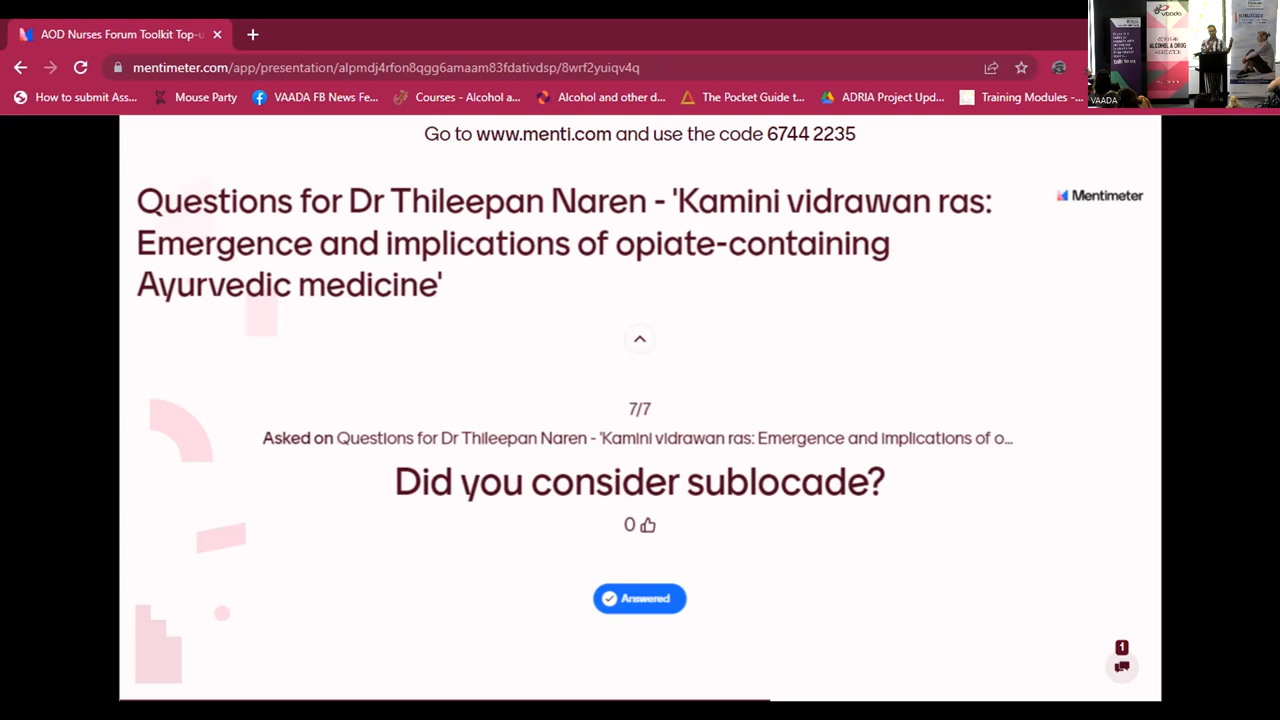 AOD Nurses Forum Toolkit Top-u
mentimeter.com/app/presentation/alpmdj4rfon8qgg6amaam83fdativdsp/8wrf2yuiqv4q
How to submit Ass...
Mouse Party
VAADA FB News Fe...
Courses - Alcohol a...
Alcohol and other d...
The Pocket Guide t...
ADRIA Project Upd...
Training Modules -...
vaada
ALCOHOL & DRUG
SUBLOCADE
VAADA
Go to www.menti.com and use the code 6744 2235
Questions for Dr Thileepan Naren - 'Kamini vidrawan ras:
Emergence and implications of opiate-containing
Ayurvedic medicine'
Mentimeter
7/7
Asked on Questions for Dr Thileepan Naren - 'Kamini vidrawan ras: Emergence and implications of o...
Did you consider sublocade?
0
Answered
1